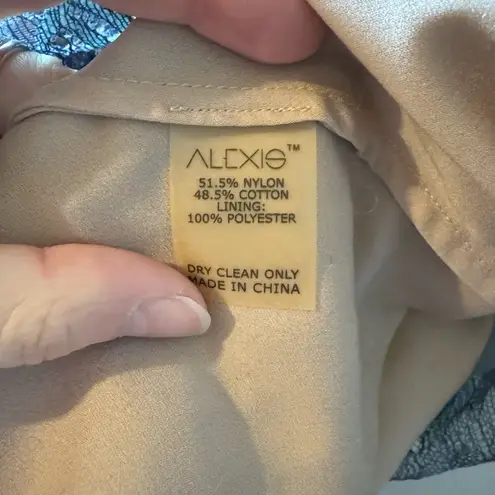 ALEXIS™
51.5% NYLON
48.5% COTTON
LINING:
100% POLYESTER
DRY CLEAN ONLY
MADE IN CHINA